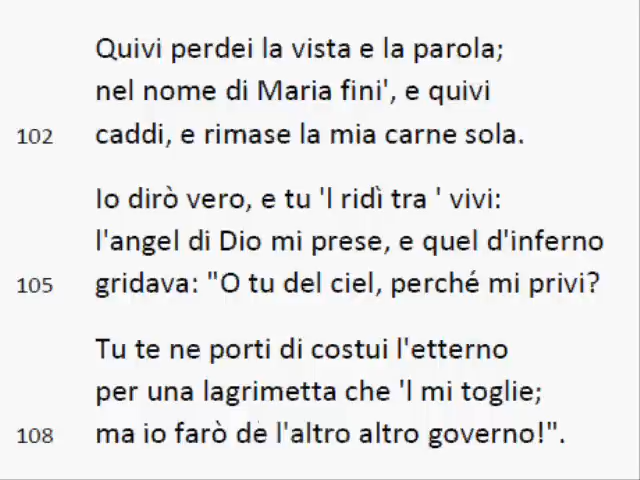 Quivi perdei la vista e la parola;
nel nome di Maria fini', e quivi
102 caddi, e rimase la mia carne sola.
Io dirò vero, e tu 'l ridì tra ' vivi:
l'angel di Dio mi prese, e quel d'inferno
105 gridava: "O tu del ciel, perché mi privi?
Tu te ne porti di costui l'etterno
per una lagrimetta che 'l mi toglie;
108 ma io farò de l'altro altro governo!".